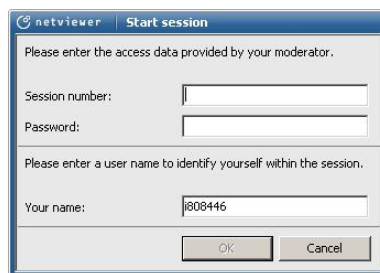 netviewer Start session
Please enter the access data provided by your moderator.
Session number:
Password:
Please enter a user name to identify yourself within the session.
Your name: i808446
OK Cancel